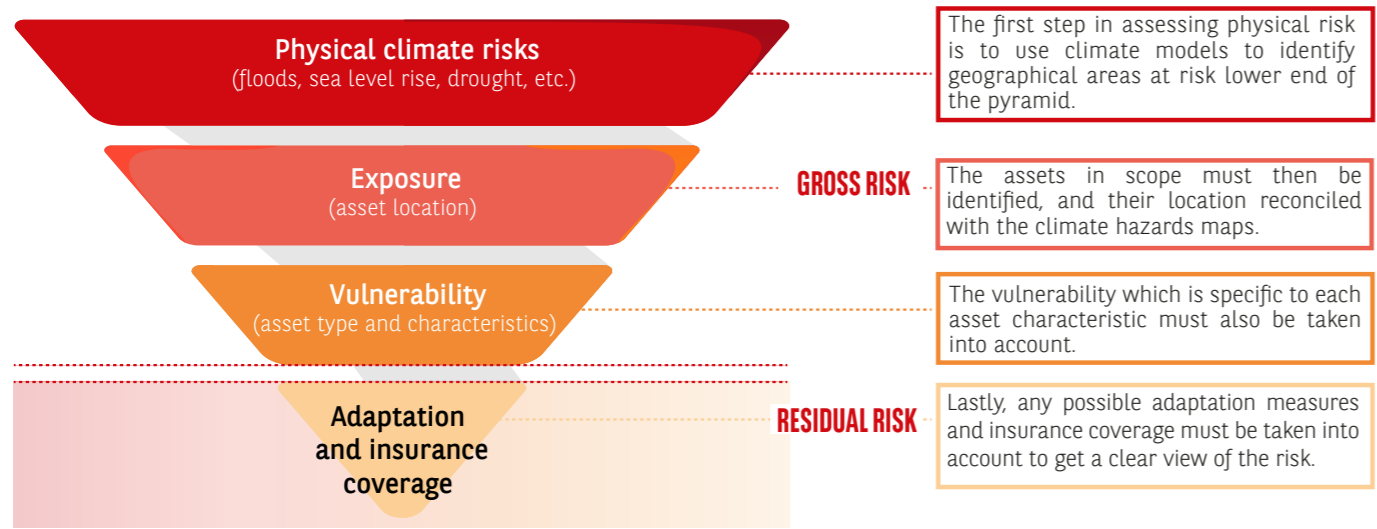 Physical climate risks
(floods, sea level rise, drought, etc.)
The first step in assessing physical risk
is to use climate models to identify
geographical areas at risk lower end of
the pyramid.
Exposure
(asset location)
GROSS RISK
The assets in scope must then be
identified, and their location reconciled
with the climate hazards maps.
Vulnerability
(asset type and characteristics)
The vulnerability which is specific to each
asset characteristic must also be taken
into account.
Adaptation
and insurance
coverage
RESIDUAL RISK
Lastly, any possible adaptation measures
and insurance coverage must be taken into
account to get a clear view of the risk.